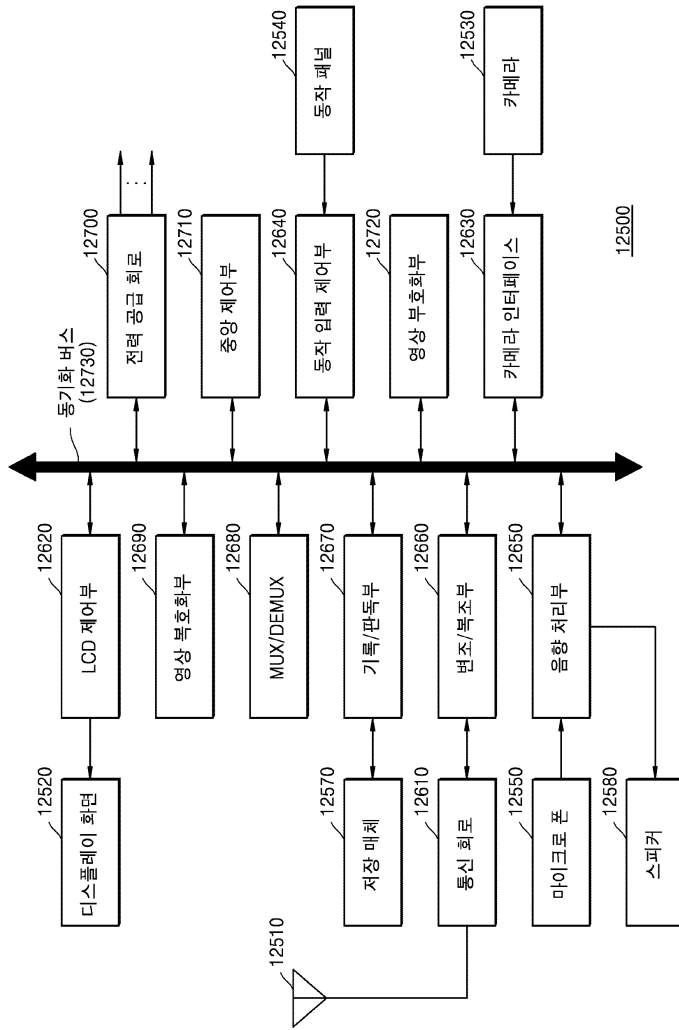 12520
디스플레이 화면
12620
LCD 제어부
동기화 버스
(12730)
12700
전력 공급 회로
...
12690
영상 복호화부
12710
중앙 제어부
12680
MUX/DEMUX
12640
동작 입력 제어부
12540
동작 패널
12510
12570
저장 매체
12670
기록/판독부
12720
영상 부호화부
12610
통신 회로
12660
변조/복조부
12630
카메라 인터페이스
12530
카메라
12550
마이크로 폰
12650
음향 처리부
12580
스피커
12500